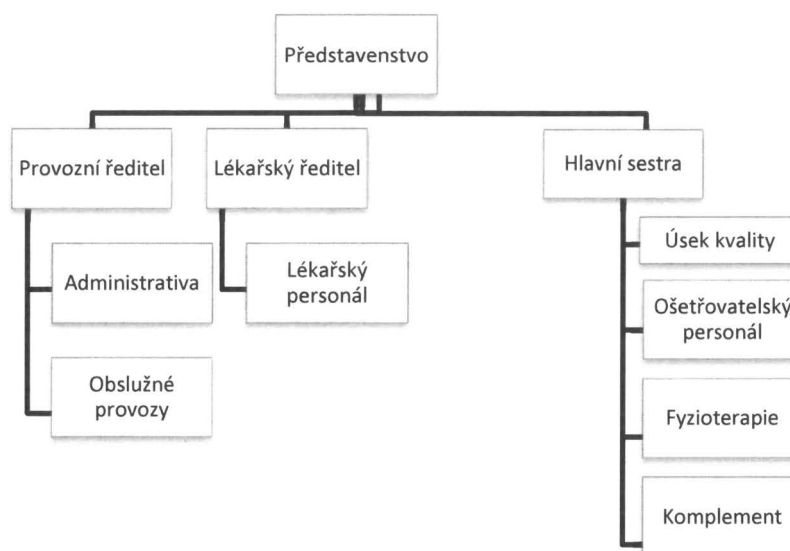 Představenstvo
Provozní ředitel
Lékařský ředitel
Hlavní sestra
Administrativa
Obslužné
provozy
Lékařský
personál
Úsek kvality
Ošetřovatelský
personál
Fyzioterapie
Komplement